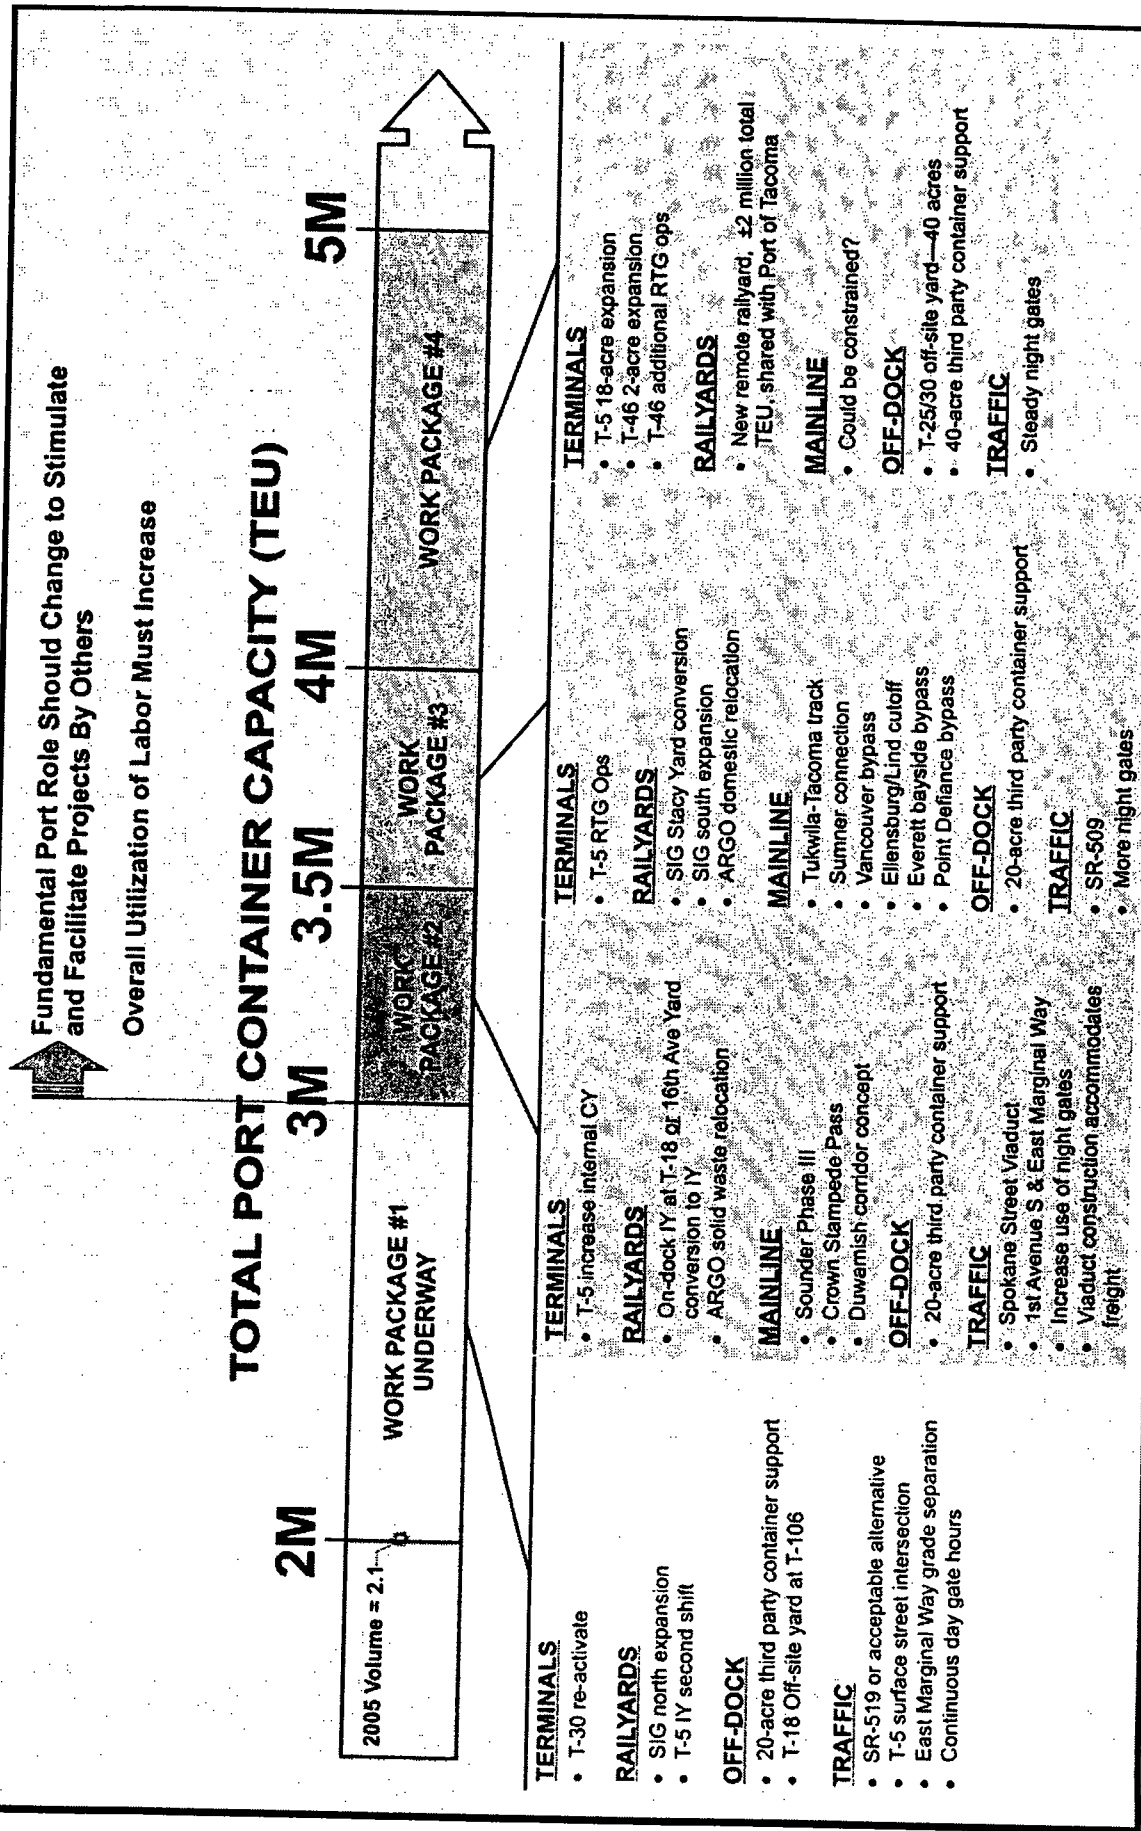 Fundamental Port Role Should Change to Stimulate
and Facilitate Projects By Others
Overall Utilization of Labor Must Increase
TOTAL PORT CONTAINER CAPACITY (TEU)
2M
3M
3.5M
4M
5M
2005 Volume = 2.1
WORK PACKAGE #1
UNDERWAY
WORK
PACKAGE #2
WORK
PACKAGE #3
WORK PACKAGE #4
TERMINALS
• T-30 re-activate
RAILYARDS
• SIG north expansion
• T-5 IY second shift
OFF-DOCK
• 20-acre third party container support
• T-18 Off-site yard at T-106
TRAFFIC
• SR-519 or acceptable alternative
• T-5 surface street intersection
• East Marginal Way grade separation
• Continuous day gate hours
TERMINALS
• T-5 increase internal CY
RAILYARDS
• On-dock IY at T-18 or 16th Ave Yard
conversion to IY
• ARGO solid waste relocation
MAINLINE
• Sounder Phase III
• Crown Stampede Pass
• Duwamish corridor concept
OFF-DOCK
• 20-acre third party container support
TRAFFIC
• Spokane Street Viaduct
• 1st Avenue S & East Marginal Way
• Increase use of night gates
• Viaduct construction accommodates
freight
TERMINALS
• T-5 RTG Ops
RAILYARDS
• SIG Stacy Yard conversion
• SIG south expansion
• ARGO domestic relocation
MAINLINE
• Tukwila-Tacoma track
• Sumner connection
• Vancouver bypass
• Ellensburg/Lind cutoff
• Everett bayside bypass
• Point Defiance bypass
OFF-DOCK
• 20-acre third party container support
TRAFFIC
• SR-509
• More night gates
TERMINALS
• T-5 18-acre expansion
• T-46 2-acre expansion
• T-46 additional RTG ops
RAILYARDS
• New remote railyard, ±2 million total
TEU, shared with Port of Tacoma
MAINLINE
• Could be constrained?
OFF-DOCK
• T-25/30 off-site yard—40 acres
• 40-acre third party container support
TRAFFIC
• Steady night gates